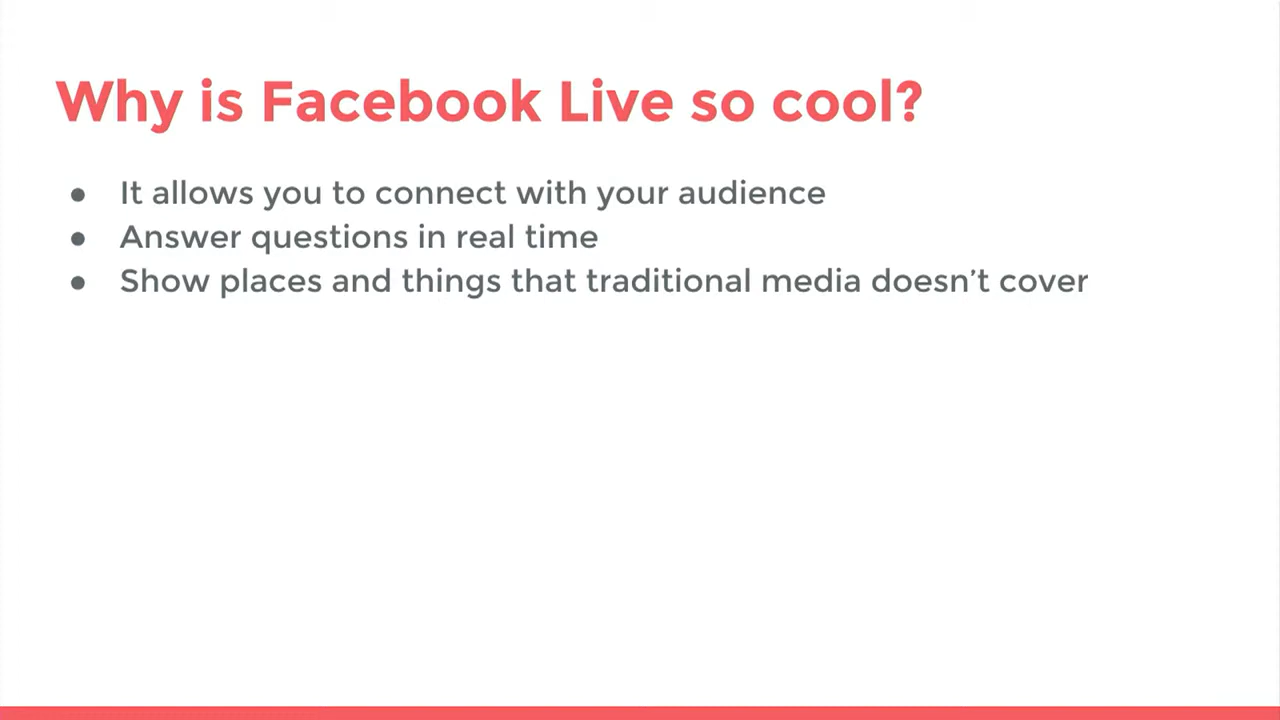 Why is Facebook Live so cool?
● It allows you to connect with your audience
● Answer questions in real time
● Show places and things that traditional media doesn’t cover